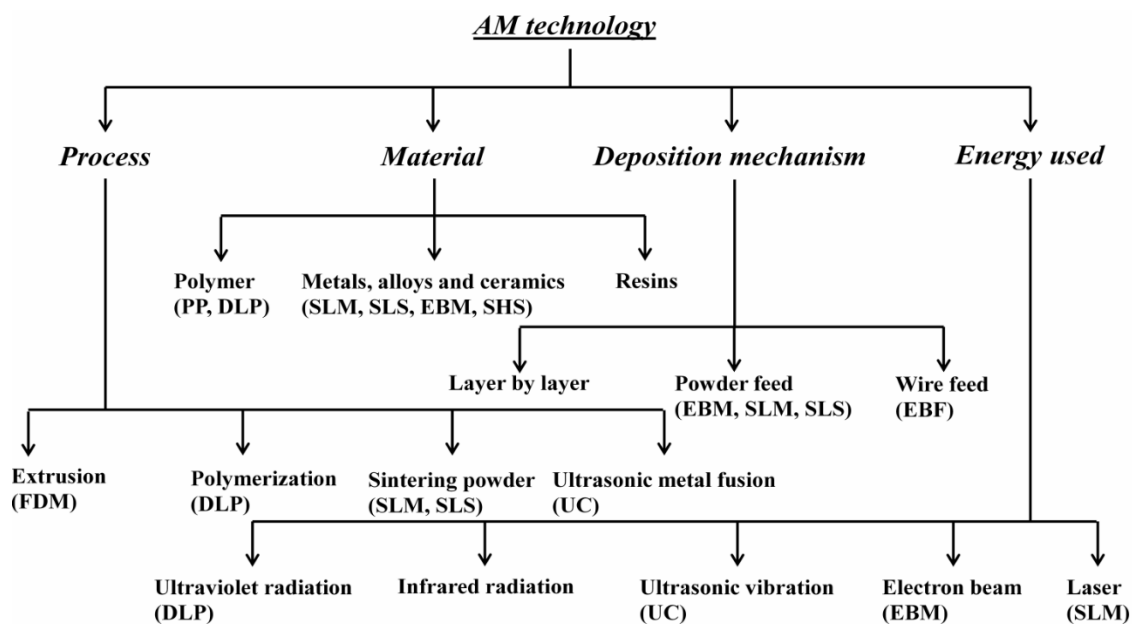 AM technology
Process
Material
Deposition mechanism
Energy used
Polymer
(PP, DLP)
Metals, alloys and ceramics
(SLM, SLS, EBM, SHS)
Resins
Layer by layer
Powder feed
(EBM, SLM, SLS)
Wire feed
(EBF)
Extrusion
(FDM)
Polymerization
(DLP)
Sintering powder
(SLM, SLS)
Ultrasonic metal fusion
(UC)
Ultraviolet radiation
(DLP)
Infrared radiation
Ultrasonic vibration
(UC)
Electron beam
(EBM)
Laser
(SLM)